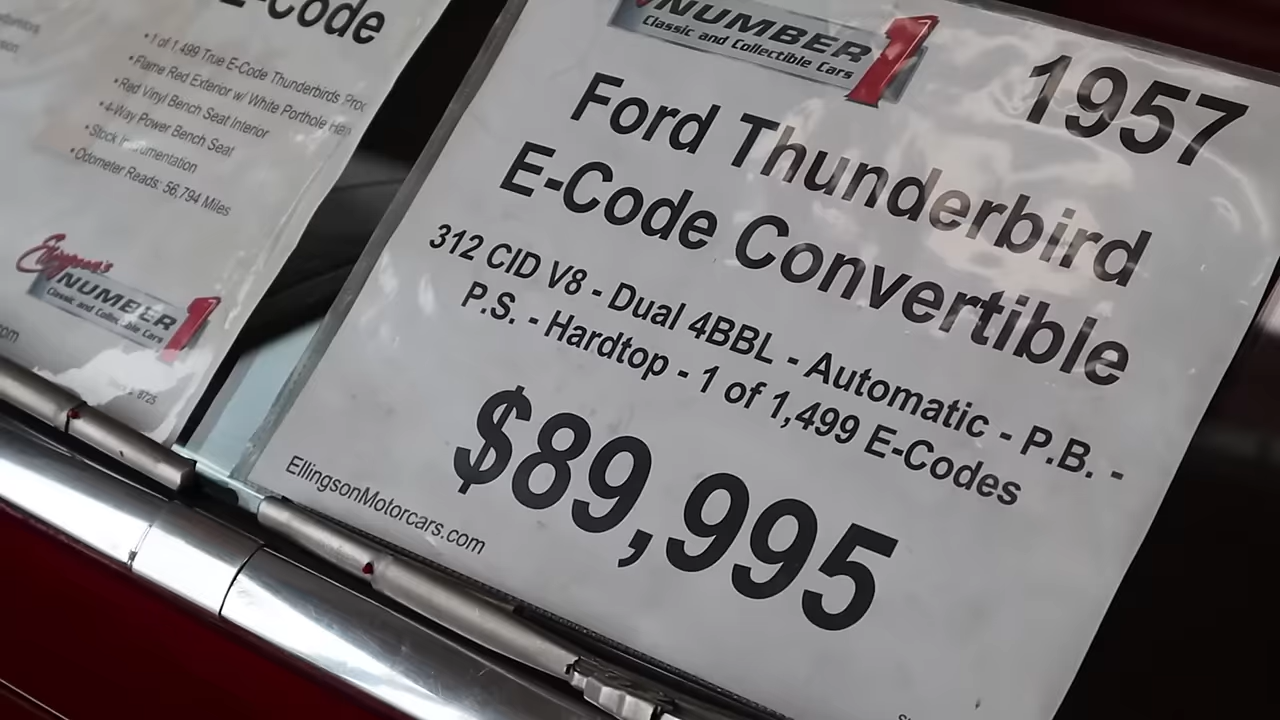 E-Code
• 1 of 1,499 True E-Code Thunderbirds
• Flame Red Exterior w/ White Porthole
• Red Vinyl Bench Seat Interior
• 4-Way Power Bench Seat
• Stock
• Odometer Reads: 56,794 Miles
Ellingson's
NUMBER 1
Classic and Collectible Cars
8725
NUMBER 1
Classic and Collectible Cars
1957
Ford Thunderbird
E-Code Convertible
312 CID V8 - Dual 4BBL - Automatic - P.B. -
P.S. - Hardtop - 1 of 1,499 E-Codes
$89,995
EllingsonMotorcars.com